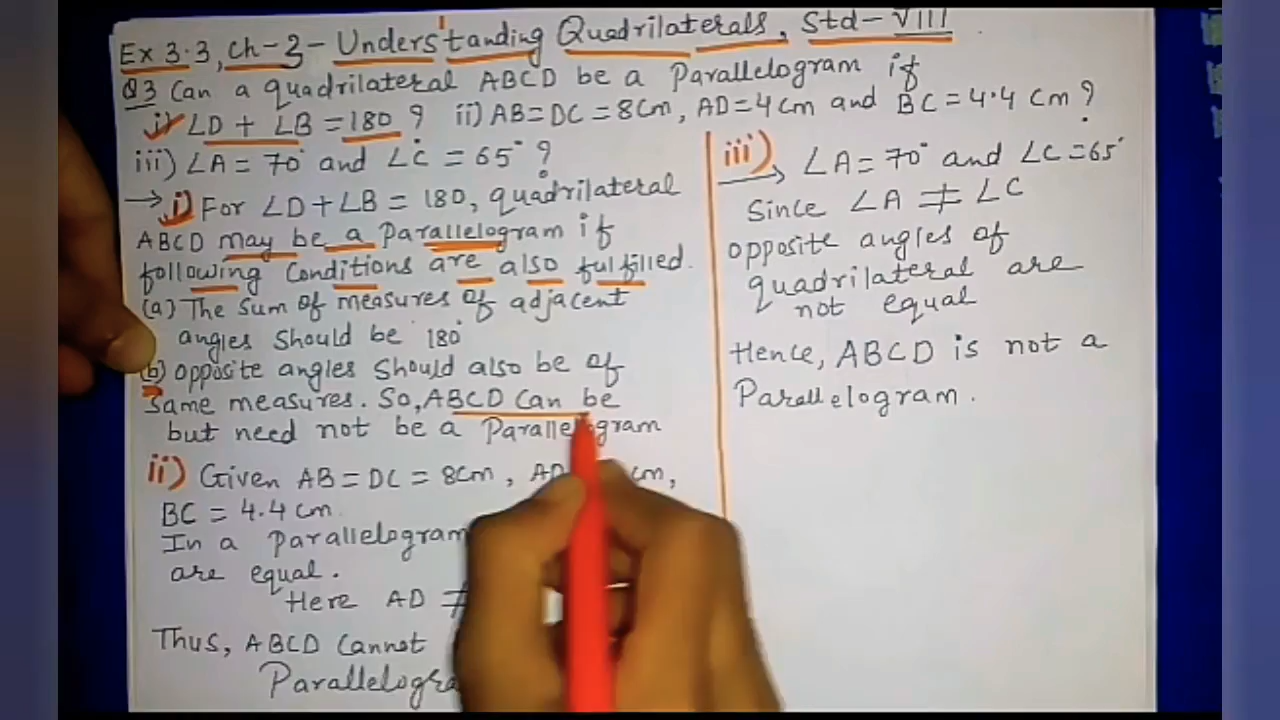 Ex 3.3, Ch-3-Understanding Quadrilaterals, Std-VIII
Q3 Can a quadrilateral ABCD be a Parallelogram if
i) ∠D + ∠B = 180 ? ii) AB = DC = 8cm, AD = 4cm and BC = 4.4 cm ?
iii) ∠A = 70° and ∠C = 65° ?
→ i) For ∠D + ∠B = 180, quadrilateral
ABCD may be a Parallelogram if
following Conditions are also fulfilled.
(a) The Sum of measures of adjacent
angles Should be 180°
(b) Opposite angles Should also be of
Same measures. So, ABCD Can be
but need not be a Parallelogram
ii) Given AB = DC = 8cm, AD cm,
BC = 4.4 cm.
In a Parallelogram
are equal.
Here AD ≠
Thus, ABCD Cannot
iii) → ∠A = 70° and ∠C = 65°
Since ∠A ≠ ∠C
opposite angles of
quadrilateral are
not equal
Hence, ABCD is not a
Parallelogram.